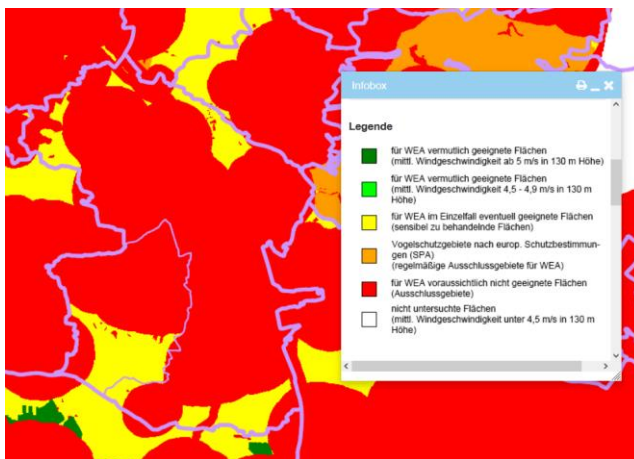 Infobox
Legende
für WEA vermutlich geeignete Flächen
(mittl. Windgeschwindigkeit ab 5 m/s in 130 m Höhe)
für WEA vermutlich geeignete Flächen
(mittl. Windgeschwindigkeit 4,5 - 4,9 m/s in 130 m
Höhe)
für WEA im Einzelfall eventuell geeignete Flächen
(sensibel zu behandelnde Flächen)
Vogelschutzgebiete nach europ. Schutzbestimmun-
gen (SPA)
(regelmäßige Ausschlussgebiete für WEA)
für WEA voraussichtlich nicht geeignete Flächen
(Ausschlussgebiete)
nicht untersuchte Flächen
(mittl. Windgeschwindigkeit unter 4,5 m/s in 130 m
Höhe)